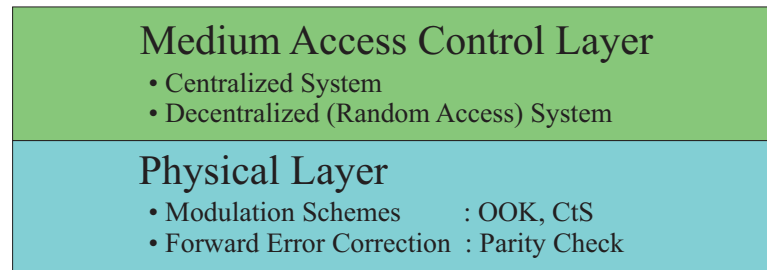 Medium Access Control Layer
• Centralized System
• Decentralized (Random Access) System
Physical Layer
• Modulation Schemes : OOK, CtS
• Forward Error Correction : Parity Check